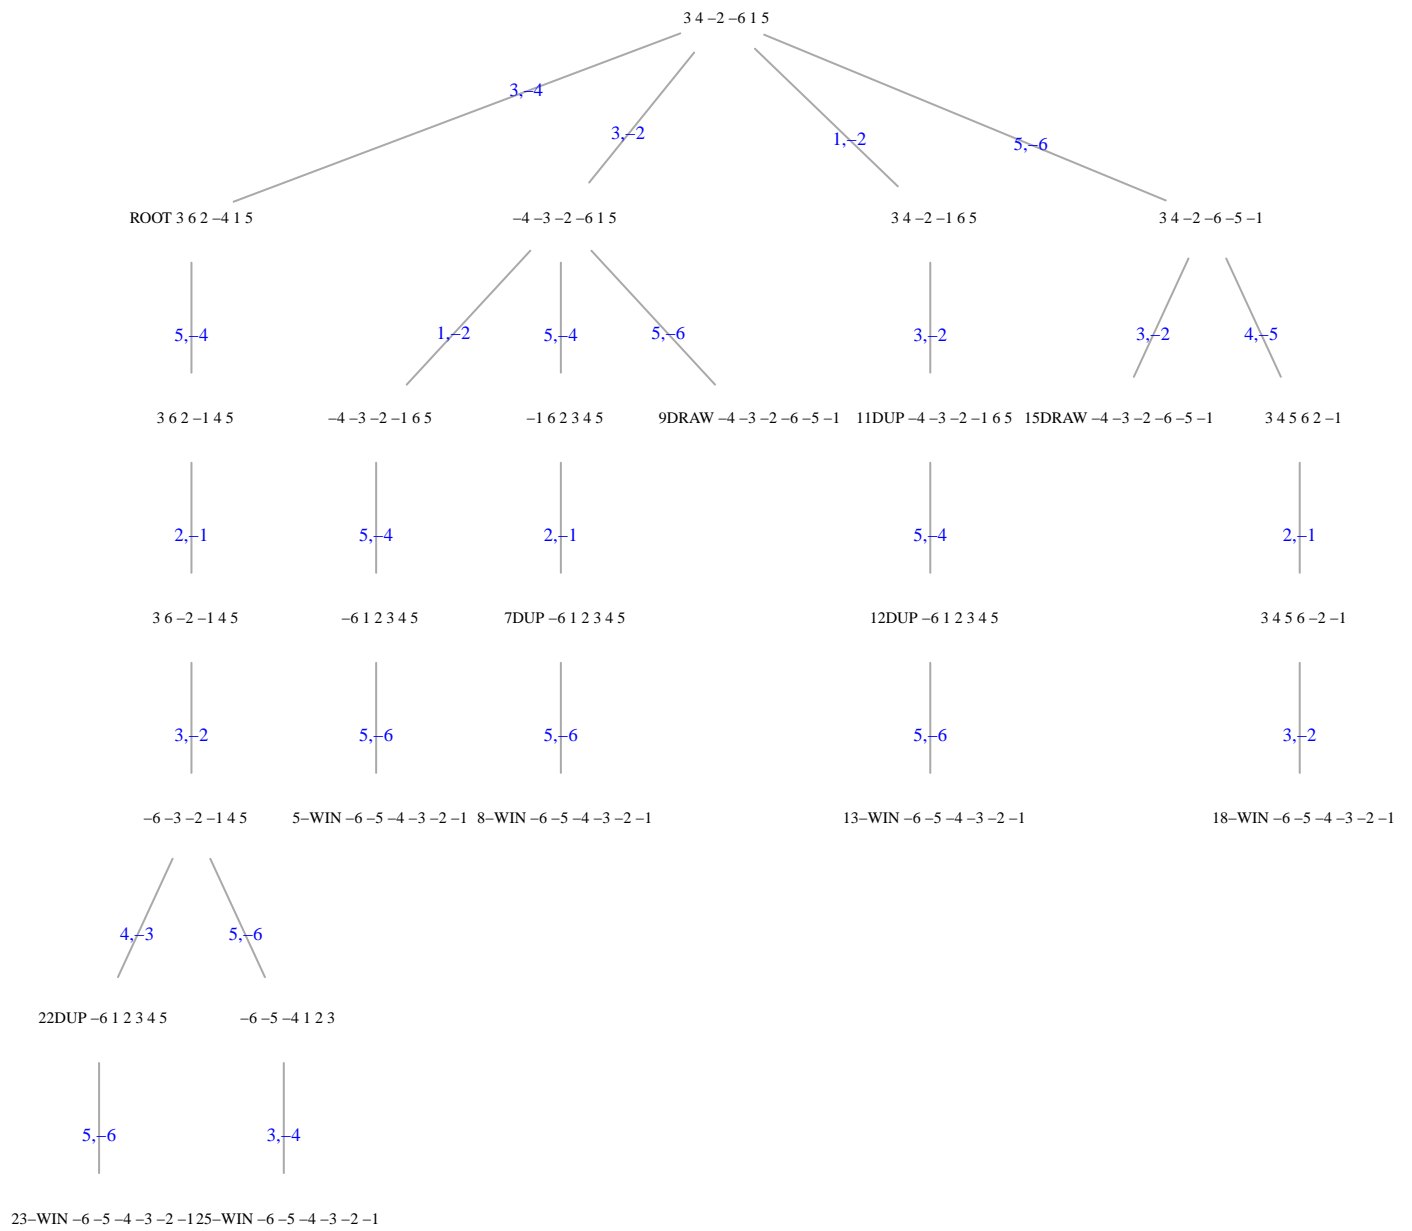 3 4 −2 −6 1 5
3,−4
3,−2
1,−2
5,−6
ROOT 3 6 2 −4 1 5
−4 −3 −2 −6 1 5
3 4 −2 −1 6 5
3 4 −2 −6 −5 −1
5,−4
1,−2
5,−4
5,−6
3,−2
3,−2
4,−5
3 6 2 −1 4 5
−4 −3 −2 −1 6 5
−1 6 2 3 4 5
9DRAW −4 −3 −2 −6 −5 −1
11DUP −4 −3 −2 −1 6 5
15DRAW −4 −3 −2 −6 −5 −1
3 4 5 6 2 −1
2,−1
5,−4
2,−1
5,−4
2,−1
3 6 −2 −1 4 5
−6 1 2 3 4 5
7DUP −6 1 2 3 4 5
12DUP −6 1 2 3 4 5
3 4 5 6 −2 −1
3,−2
5,−6
5,−6
5,−6
3,−2
−6 −3 −2 −1 4 5
5−WIN −6 −5 −4 −3 −2 −1
8−WIN −6 −5 −4 −3 −2 −1
13−WIN −6 −5 −4 −3 −2 −1
18−WIN −6 −5 −4 −3 −2 −1
4,−3
5,−6
22DUP −6 1 2 3 4 5
−6 −5 −4 1 2 3
5,−6
3,−4
23−WIN −6 −5 −4 −3 −2 −1
25−WIN −6 −5 −4 −3 −2 −1